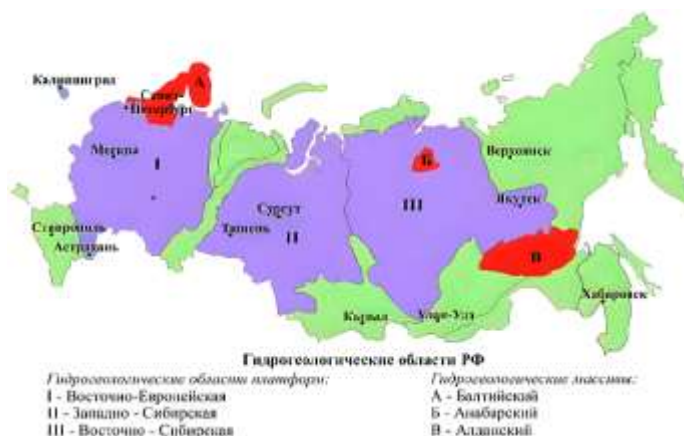 Калининград
Санкт-
Петербург
А
Москва
I
Ставрополь
Астрахань
Сургут
Тюмень
II
Б
III
Верхоянск
Якутск
В
Кызыл
Улан-Удэ
Хабаровск
Гидрогеологические области РФ
Гидрогеологические области платформ:
I - Восточно-Европейская
II - Западно - Сибирская
III - Восточно - Сибирская
Гидрогеологические массивы:
А - Балтийский
Б - Анабарский
В - Алданский